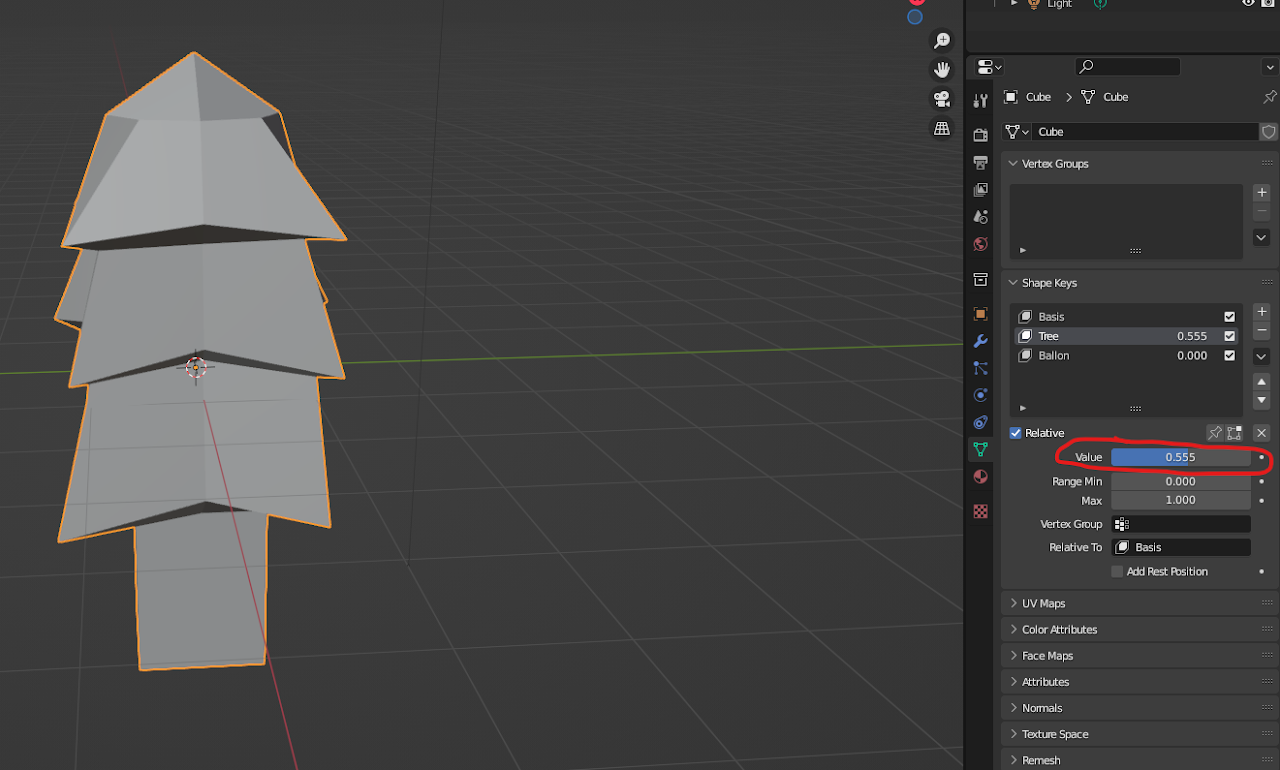 Light
Cube > Cube
Cube
Vertex Groups
Shape Keys
Basis
Tree 0.555
Ballon 0.000
Relative
Value 0.555
Range Min 0.000
Max 1.000
Vertex Group
Relative To Basis
Add Rest Position
UV Maps
Color Attributes
Face Maps
Attributes
Normals
Texture Space
Remesh